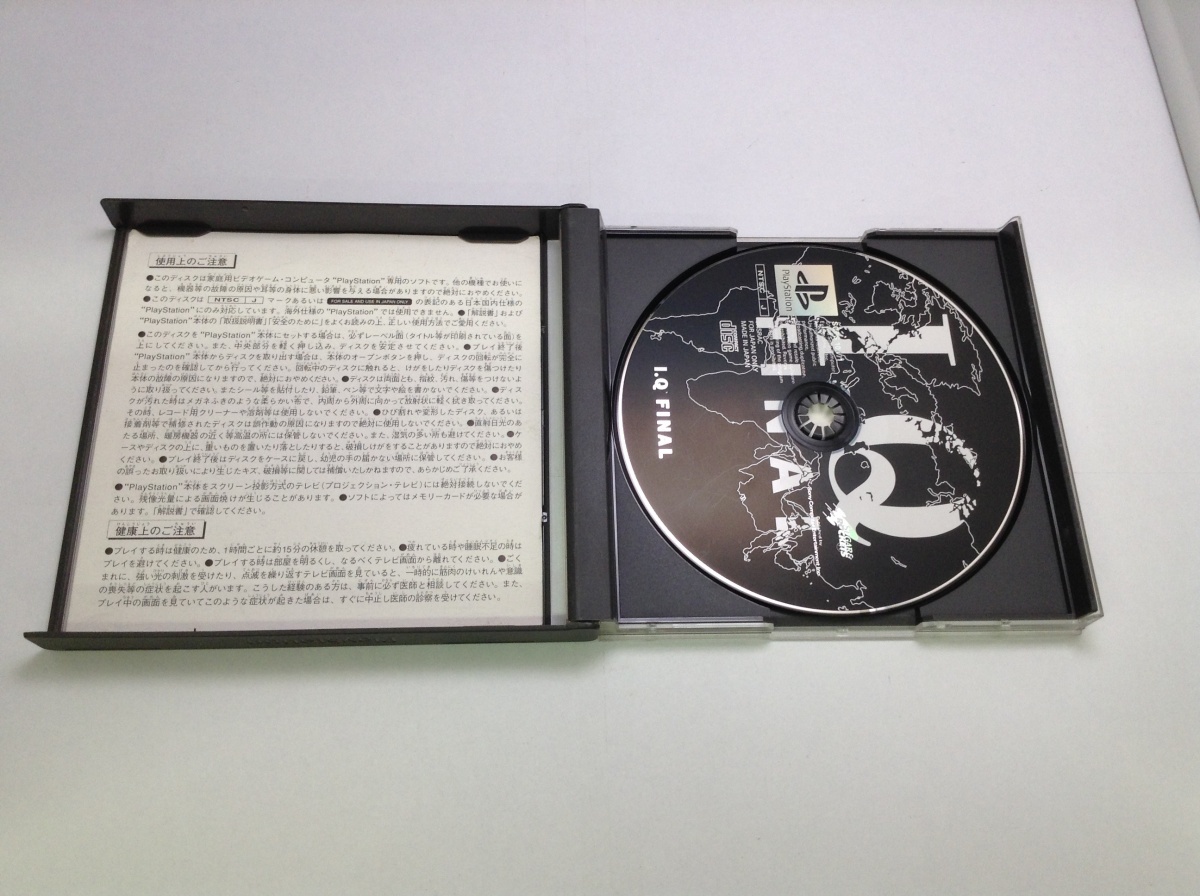 使用上のご注意
●このディスクは家庭用ビデオゲーム・コンピュータ“PlayStation”専用のソフトです。他の機種でお使いに
なると、機器等の故障の原因や耳等の身体に悪い影響を与える場合がありますので絶対におやめください。
●このディスクは NTSC J マークあるいは FOR SALE AND USE IN JAPAN ONLY の表記のある日本国内仕様の
“PlayStation”にのみ対応しています。海外仕様の“PlayStation”では使用できません。●「解説書」および
“PlayStation”本体の「取扱説明書」「安全のために」をよくお読みの上、正しい使用方法でご愛用ください。
●このディスクを“PlayStation”本体にセットする場合は、必ずレーベル面(タイトル等が印刷されている面)を
上にしてください。また、中央部分を軽く押し込み、ディスクを安定させてください。●プレイ終了後
“PlayStation”本体からディスクを取り出す場合は、本体のオープンボタンを押し、ディスクの回転が完全に
止まったのを確認してから行ってください。回転中のディスクに触れると、けがをしたりディスクを傷つけたり
本体の故障の原因になりますので、絶対におやめください。●ディスクは両面とも、指紋、汚れ、傷等をつけないよ
うに取り扱ってください。またシール等を貼付したり、鉛筆、ペン等で文字や絵を書かないでください。●ディス
クが汚れた時はメガネふきのような柔らかい布で、内周から外周に向かって放射状に軽く拭き取ってください。
その時、レコード用クリーナーや溶剤等は使用しないでください。●ひび割れや変形したディスク、あるいは
接着剤等で補修されたディスクは誤作動の原因になりますので絶対に使用しないでください。●直射日光のあ
たる場所、暖房機器の近く等高温の所には保管しないでください。また、湿気の多い所も避けてください。●ケ
ースやディスクの上に、重いものを置いたり落としたりすると、破損しけがをすることがありますので絶対におやめ
ください。●プレイ終了後はディスクをケースに戻し、幼児の手の届かない場所に保管してください。●お客様
の誤ったお取り扱いにより生じたキズ、破損等に関しては補償いたしかねますので、あらかじめご了承ください。
●“PlayStation”本体をスクリーン投影方式のテレビ(プロジェクション・テレビ)には絶対接続しないでくださ
い。残像光量による画面焼けが生じることがあります。●ソフトによってはメモリーカードが必要な場合が
あります。「解説書」で確認してください。
健康上のご注意
●プレイする時は健康のため、1時間ごとに約15分の休憩を取ってください。●疲れている時や睡眠不足の時は
プレイを避けてください。●プレイする時は部屋を明るくし、なるべくテレビ画面から離れてください。●ごく
まれに、強い光の刺激を受けたり、点滅を繰り返すテレビ画面を見ていると、一時的に筋肉のけいれんや意識
の喪失等の症状を起こす人がいます。こうした経験のある方は、事前に必ず医師と相談してください。また、
プレイ中の画面を見ていてこのような症状が起きた場合は、すぐに中止し医師の診察を受けてください。
I.Q
FINAL
PlayStation
NTSC J
FOR JAPAN ONLY
MADE IN JAPAN
COMPACT
disc
I.Q FINAL